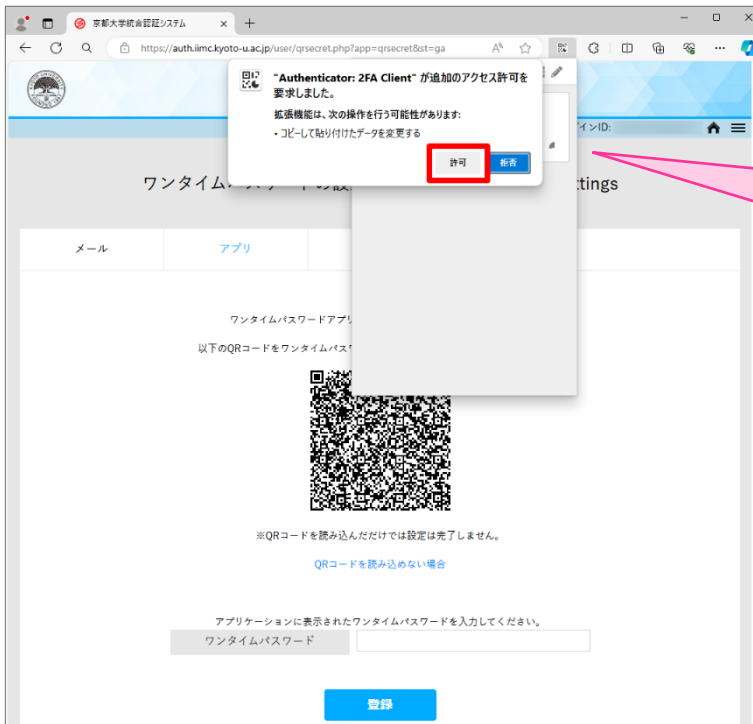 京都大学統合認証システム
https://auth.iimc.kyoto-u.ac.jp/user/qrsecret.php?app=qrsecret&st=ga
"Authenticator: 2FA Client" が追加のアクセス許可を
要求しました。
拡張機能は、次の操作を行う可能性があります:
• コピーして貼り付けたデータを変更する
許可
拒否
インID:
ワンタイム
ttings
メール
アプリ
ワンタイムパスワードアプリ
以下のQRコードをワンタイムパス
※QRコードを読み込んだだけでは設定は完了しません。
QRコードを読み込めない場合
アプリケーションに表示されたワンタイムパスワードを入力してください。
ワンタイムパスワード
登録